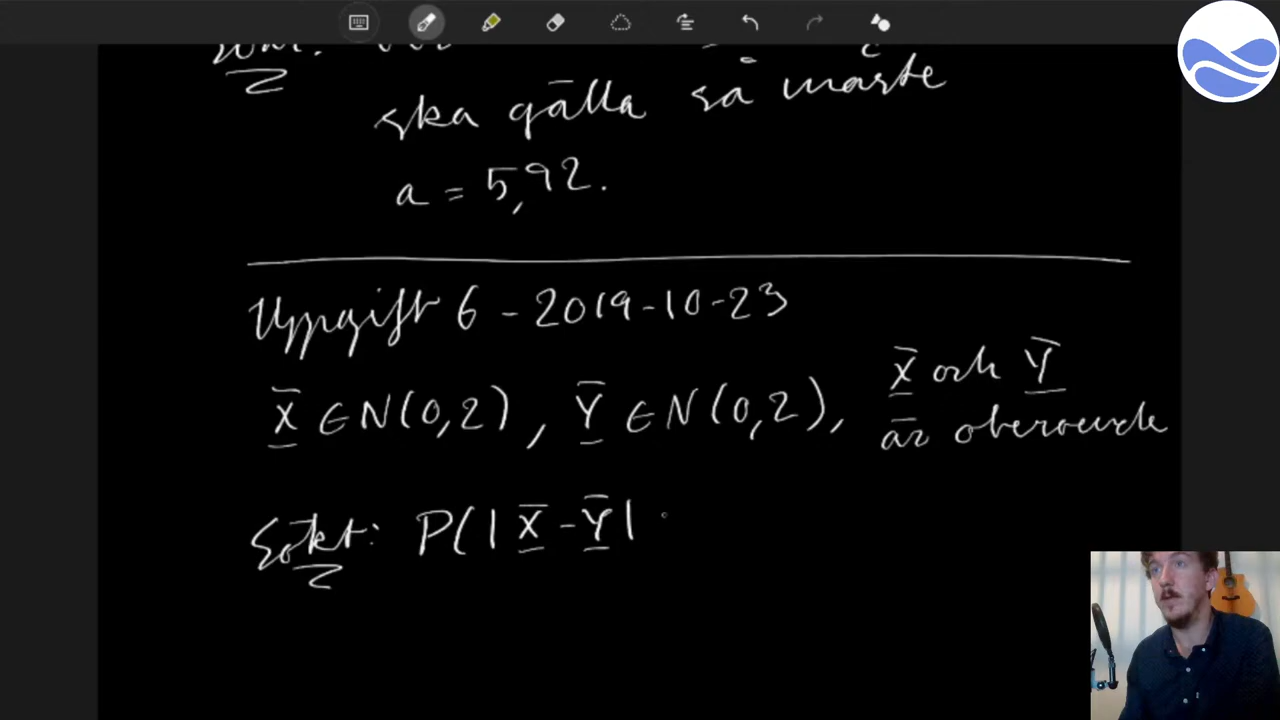 ska gälla så måste
a = 5,92.
Uppgift 6 - 2019-10-23
X ∈ N(0,2), Y ∈ N(0,2), X och Y
är oberoende
Sökt: P(|X - Y|